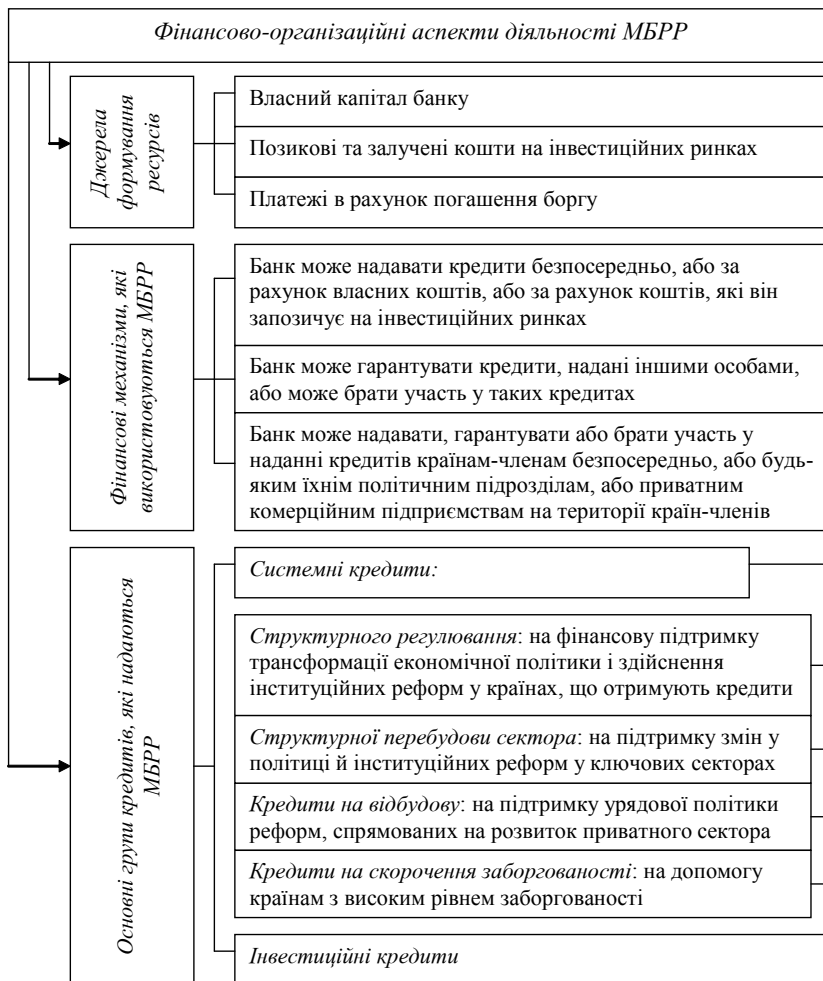 Фінансово-організаційні аспекти діяльності МБРР
Джерела
формування
ресурсів
Власний капітал банку
Позикові та залучені кошти на інвестиційних ринках
Платежі в рахунок погашення боргу
Фінансові механізми, які
використовуються МБРР
Банк може надавати кредити безпосередньо, або за
рахунок власних коштів, або за рахунок коштів, які він
запозичує на інвестиційних ринках
Банк може гарантувати кредити, надані іншими особами,
або може брати участь у таких кредитах
Банк може надавати, гарантувати або брати участь у
наданні кредитів країнам-членам безпосередньо, або будь-
яким їхнім політичним підрозділам, або приватним
комерційним підприємствам на території країн-членів
Основні групи кредитів, які надаються
МБРР
Системні кредити:
Структурного регулювання: на фінансову підтримку
трансформації економічної політики і здійснення
інституційних реформ у країнах, що отримують кредити
Структурної перебудови сектора: на підтримку змін у
політиці й інституційних реформ у ключових секторах
Кредити на відбудову: на підтримку урядової політики
реформ, спрямованих на розвиток приватного сектора
Кредити на скорочення заборгованості: на допомогу
країнам з високим рівнем заборгованості
Інвестиційні кредити